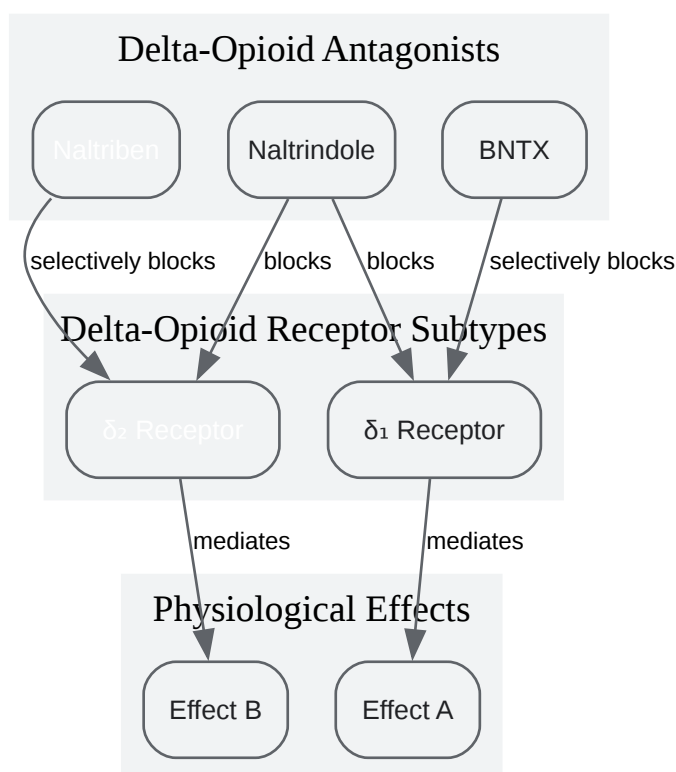 Delta-Opioid Antagonists
Naltriben
Naltrindole
BNTX
selectively blocks
blocks
blocks
selectively blocks
Delta-Opioid Receptor Subtypes
δ₂ Receptor
δ₁ Receptor
mediates
mediates
Physiological Effects
Effect B
Effect A